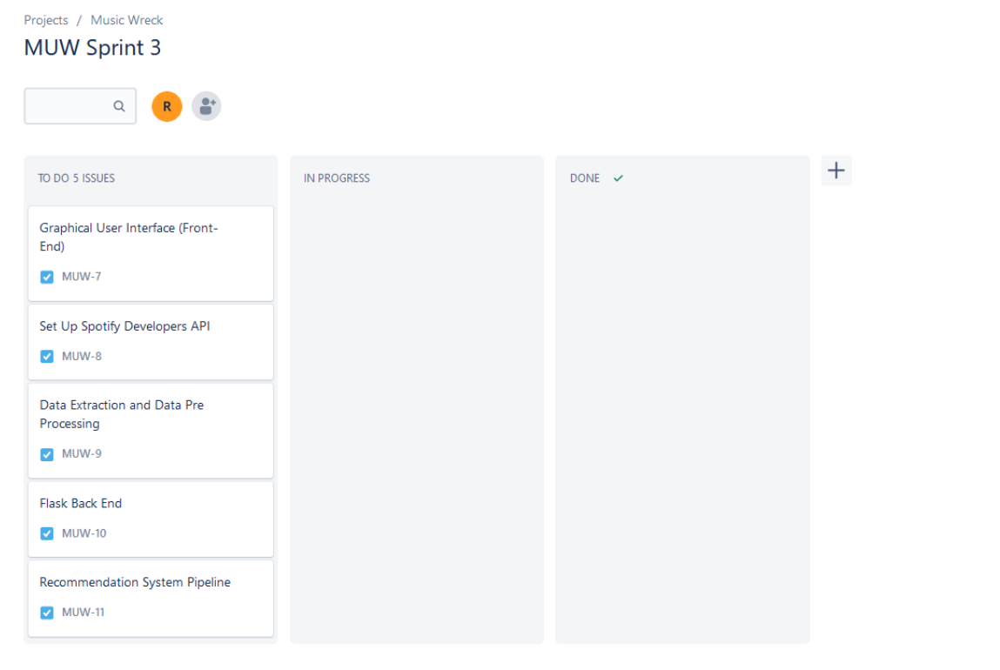 Projects / Music Wreck
MUW Sprint 3
R
TO DO 5 ISSUES
Graphical User Interface (Front-
End)
MUW-7
Set Up Spotify Developers API
MUW-8
Data Extraction and Data Pre
Processing
MUW-9
Flask Back End
MUW-10
Recommendation System Pipeline
MUW-11
IN PROGRESS
DONE